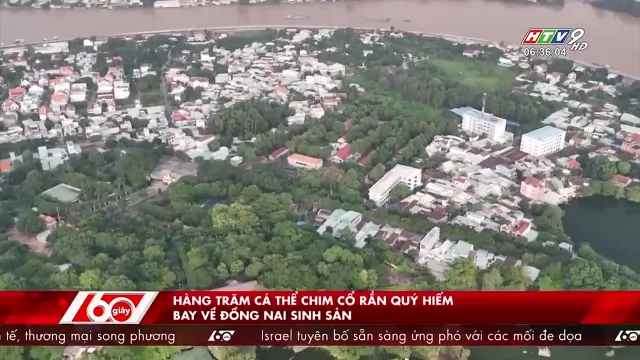 HTV9 HD
06:36:04
60 giây
HÀNG TRĂM CÁ THỂ CHIM CỔ RẮN QUÝ HIẾM
BAY VỀ ĐỒNG NAI SINH SẢN
tế, thương mại song phương 60 Israel tuyên bố sẵn sàng ứng phó với các mối đe dọa